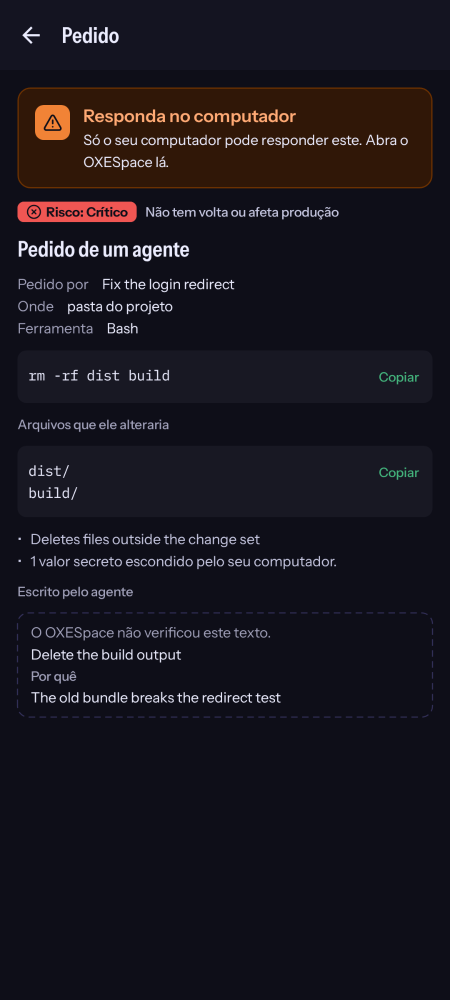 Pedido
Responda no computador
Só o seu computador pode responder este. Abra o
OXESpace lá.
Risco: Crítico Não tem volta ou afeta produção
Pedido de um agente
Pedido por Fix the login redirect
Onde pasta do projeto
Ferramenta Bash
rm -rf dist build Copiar
Arquivos que ele alteraria
dist/ Copiar
build/
• Deletes files outside the change set
• 1 valor secreto escondido pelo seu computador.
Escrito pelo agente
O OXESpace não verificou este texto.
Delete the build output
Por quê
The old bundle breaks the redirect test